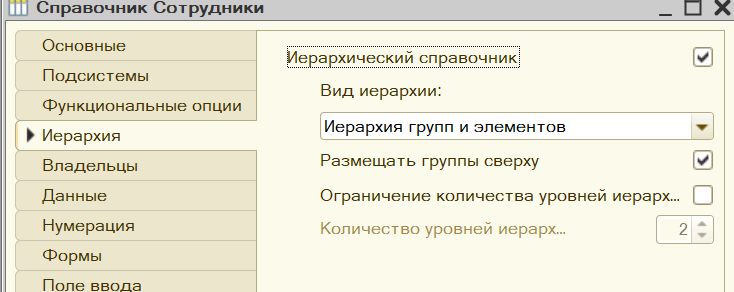 Справочник Сотрудники
Основные
Подсистемы
Функциональные опции
Иерархия
Владельцы
Данные
Нумерация
Формы
Поле ввода
Иерархический справочник
Вид иерархии:
Иерархия групп и элементов
Размещать группы сверху
Ограничение количества уровней иерарх...
Количество уровней иерарх...
2